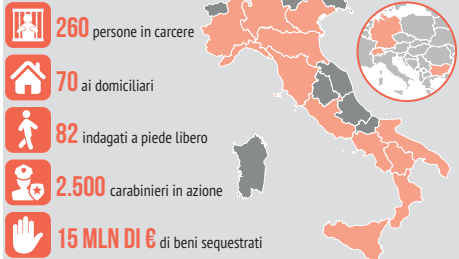 260 persone in carcere
70 ai domiciliari
82 indagati a piede libero
2.500 carabinieri in azione
15 MLN DI € di beni sequestrati